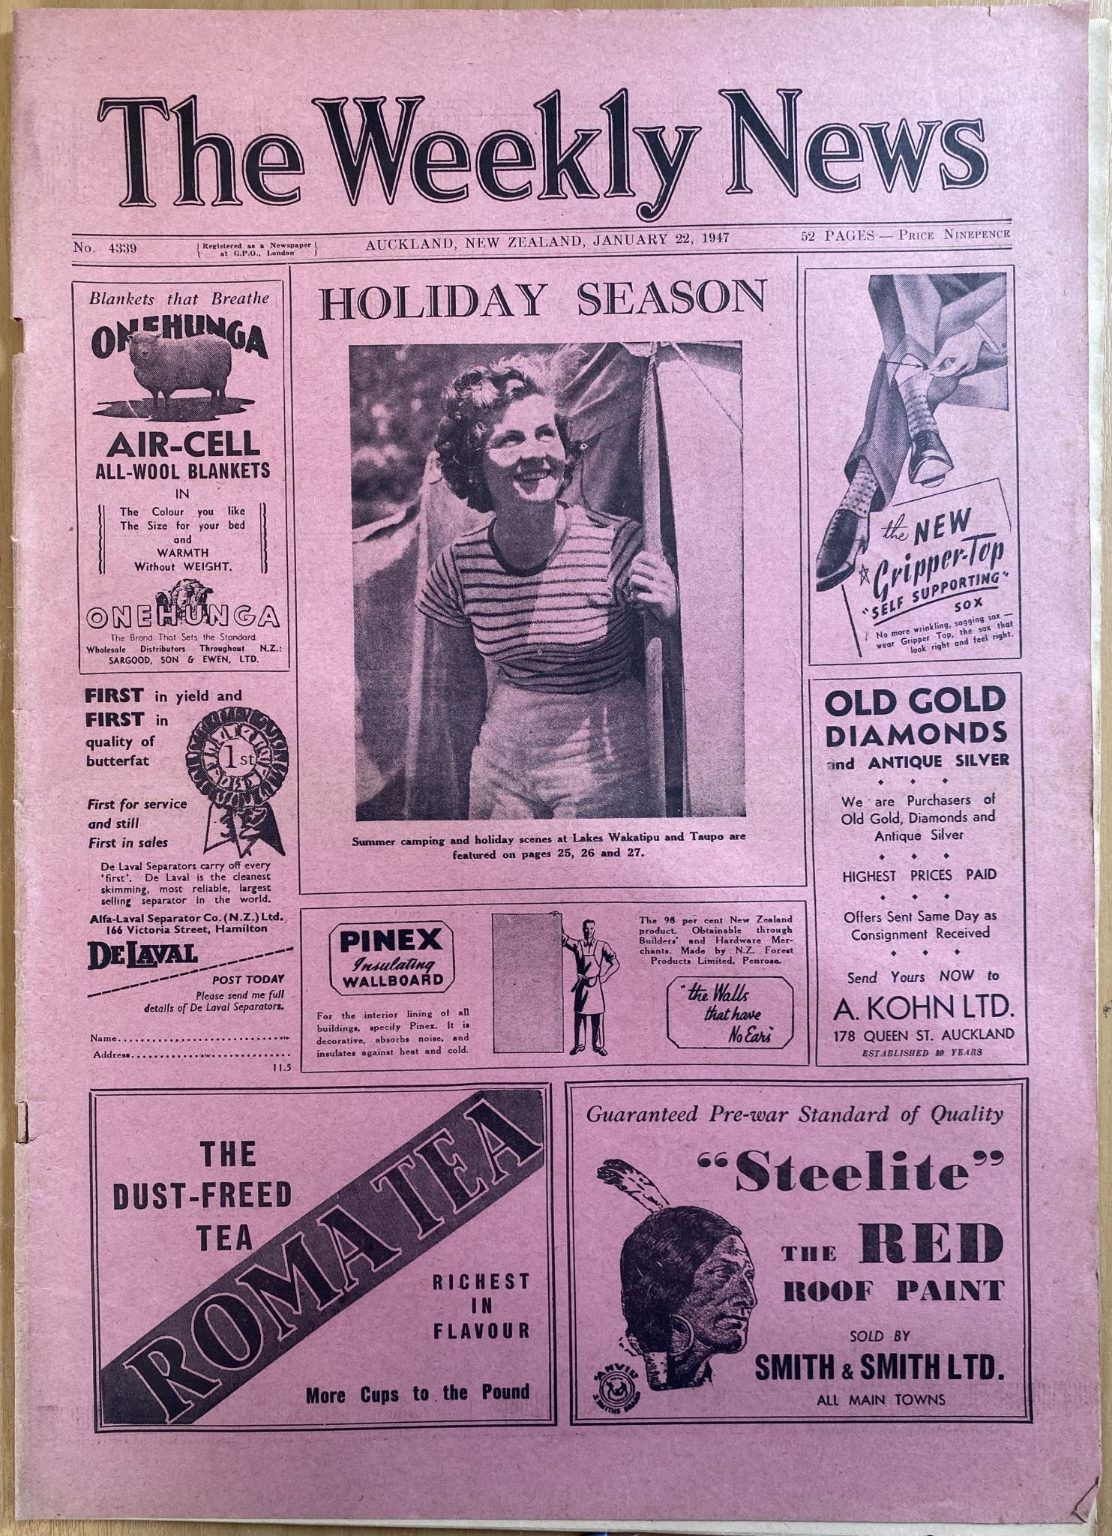 The Weekly News
No. 4339
Registered as a Newspaper
at G.P.O., London
AUCKLAND, NEW ZEALAND, JANUARY 22, 1947
52 PAGES — PRICE NINEPENCE
Blankets that Breathe
ONEHUNGA
AIR-CELL
ALL-WOOL BLANKETS
IN
The Colour you like
The Size for your bed
and
WARMTH
Without WEIGHT.
ONEHUNGA
The Brand That Sets the Standard
Wholesale Distributors Throughout N.Z.:
SARGOOD, SON & EWEN, LTD.
FIRST in yield and
FIRST in
quality of
butterfat
1st
First for service
and still
First in sales
De Laval Separators carry off every
'first'. De Laval is the cleanest
skimming, most reliable, largest
selling separator in the world.
Alfa-Laval Separator Co. (N.Z.) Ltd.
166 Victoria Street, Hamilton
DE LAVAL
POST TODAY
Please send me full
details of De Laval Separators.
Name
Address
11.5
HOLIDAY SEASON
Summer camping and holiday scenes at Lakes Wakatipu and Taupo are
featured on pages 25, 26 and 27.
PINEX
Insulating
WALLBOARD
For the interior lining of all
buildings, specify Pinex. It is
decorative, absorbs noise, and
insulates against heat and cold.
The 98 per cent New Zealand
product. Obtainable through
Builders' and Hardware Mer-
chants. Made by N.Z. Forest
Products Limited, Penrose.
"the Walls
that have
No Ears"
the NEW
Gripper-Top
"SELF SUPPORTING"
SOX
No more wrinkling, sagging sox —
wear Gripper Top, the sox that
look right and feel right.
OLD GOLD
DIAMONDS
and ANTIQUE SILVER
We are Purchasers of
Old Gold, Diamonds and
Antique Silver
HIGHEST PRICES PAID
Offers Sent Same Day as
Consignment Received
Send Yours NOW to
A. KOHN LTD.
178 QUEEN ST. AUCKLAND
ESTABLISHED 30 YEARS
THE
DUST-FREED
TEA
ROMA TEA
RICHEST
IN
FLAVOUR
More Cups to the Pound
Guaranteed Pre-war Standard of Quality
"Steelite"
THE RED
ROOF PAINT
SOLD BY
SMITH & SMITH LTD.
ALL MAIN TOWNS
ANVIL